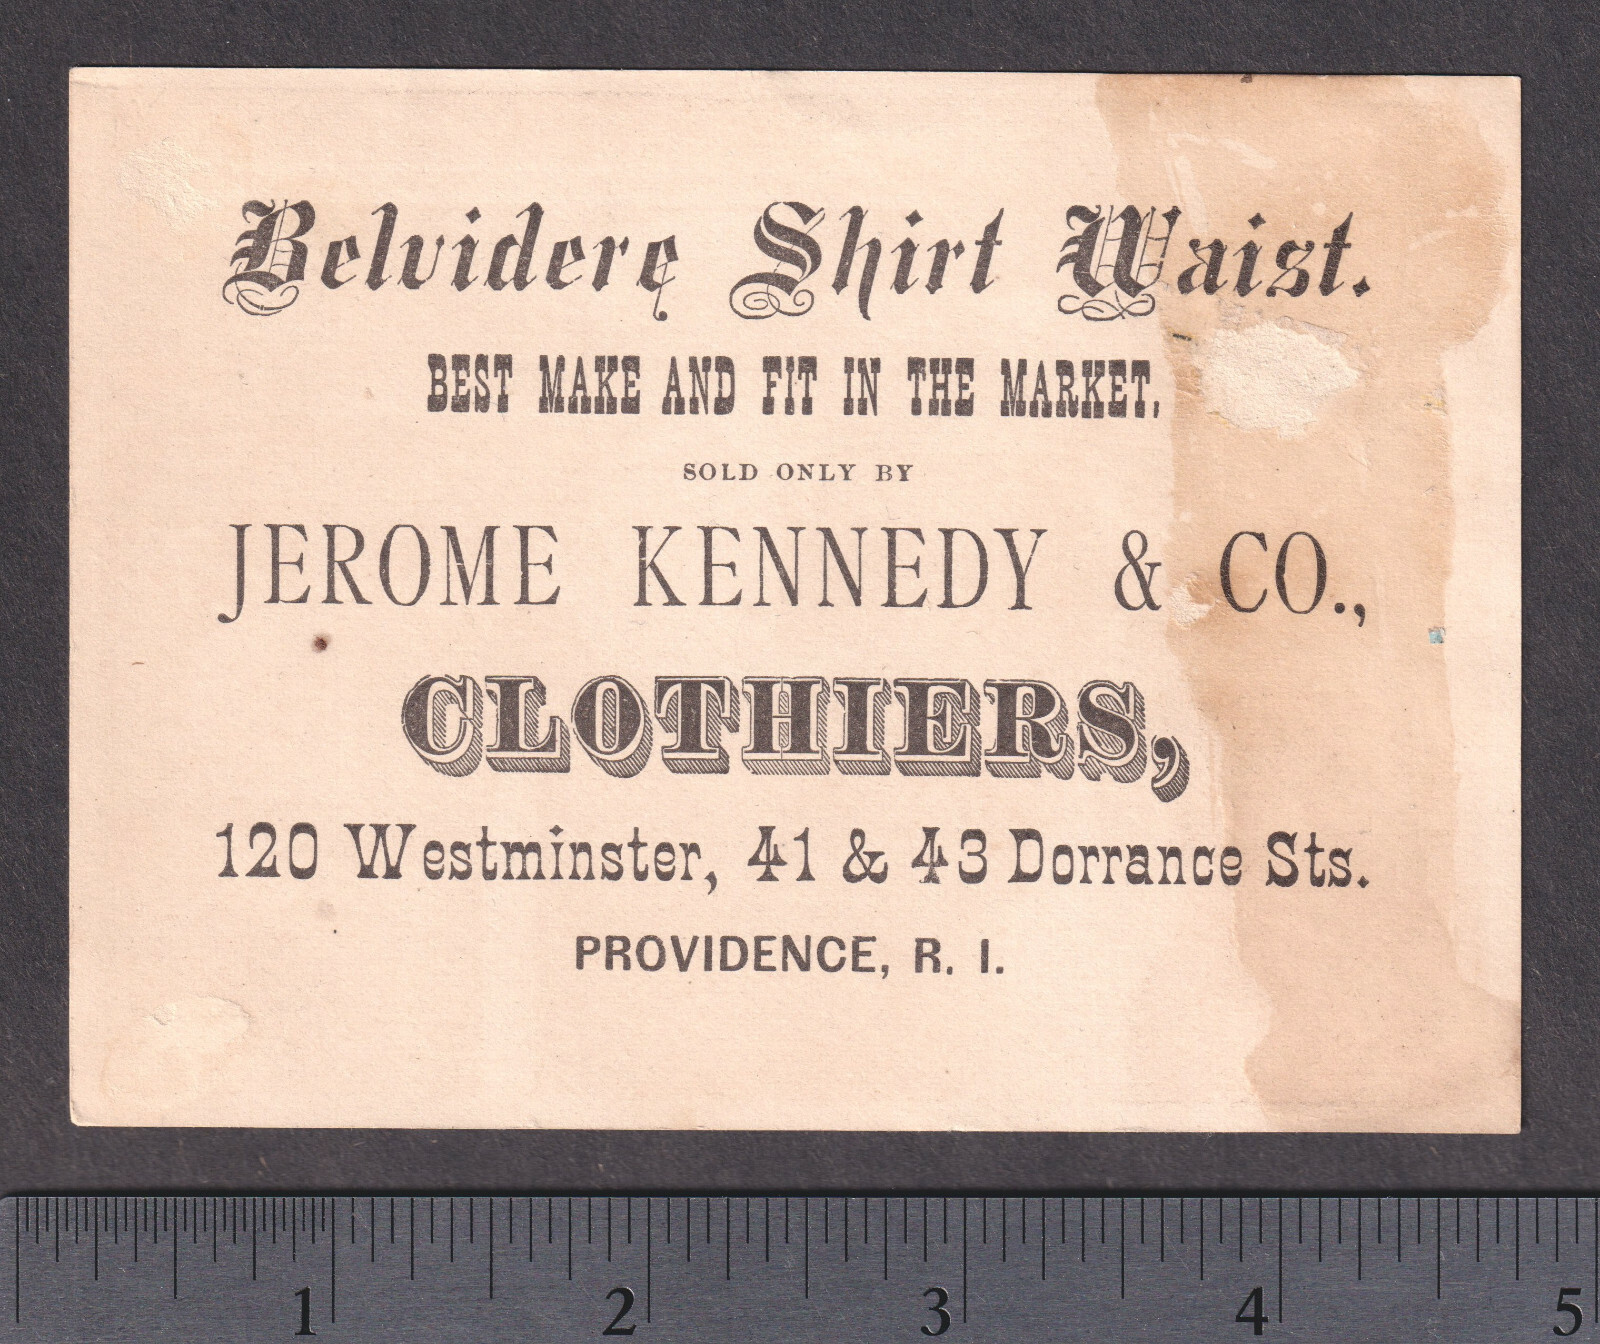 Belvidere Shirt Waist.
BEST MAKE AND FIT IN THE MARKET.
SOLD ONLY BY
JEROME KENNEDY & CO.,
CLOTHIERS,
120 Westminster, 41 & 43 Dorrance Sts.
PROVIDENCE, R. I.
1 2 3 4 5